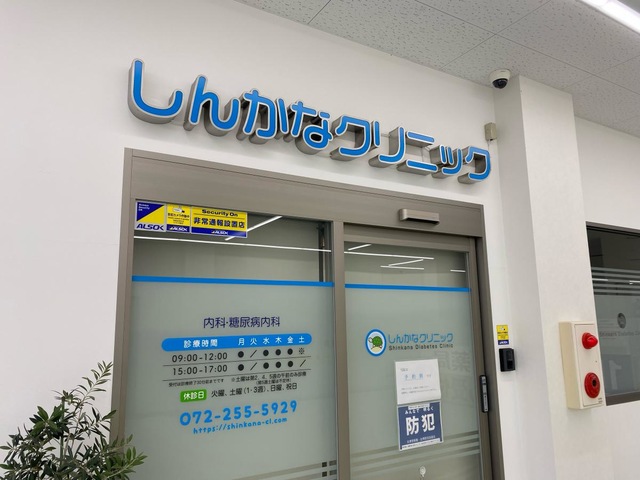 しんかなクリニック
Security On
非常通報設置店
ALSOK
ALSOK
内科・糖尿病内科
診療時間 月 火 水 木 金 土
09:00-12:00 ● / ● ● ● ※
15:00-17:00 ● / ● ● ● /
休診日 火曜、土曜(1・3週)、日曜、祝日
072-255-5929
https://shinkana-cl.com
しんかなクリニック
Shinkana Diabetes Clinic
防犯